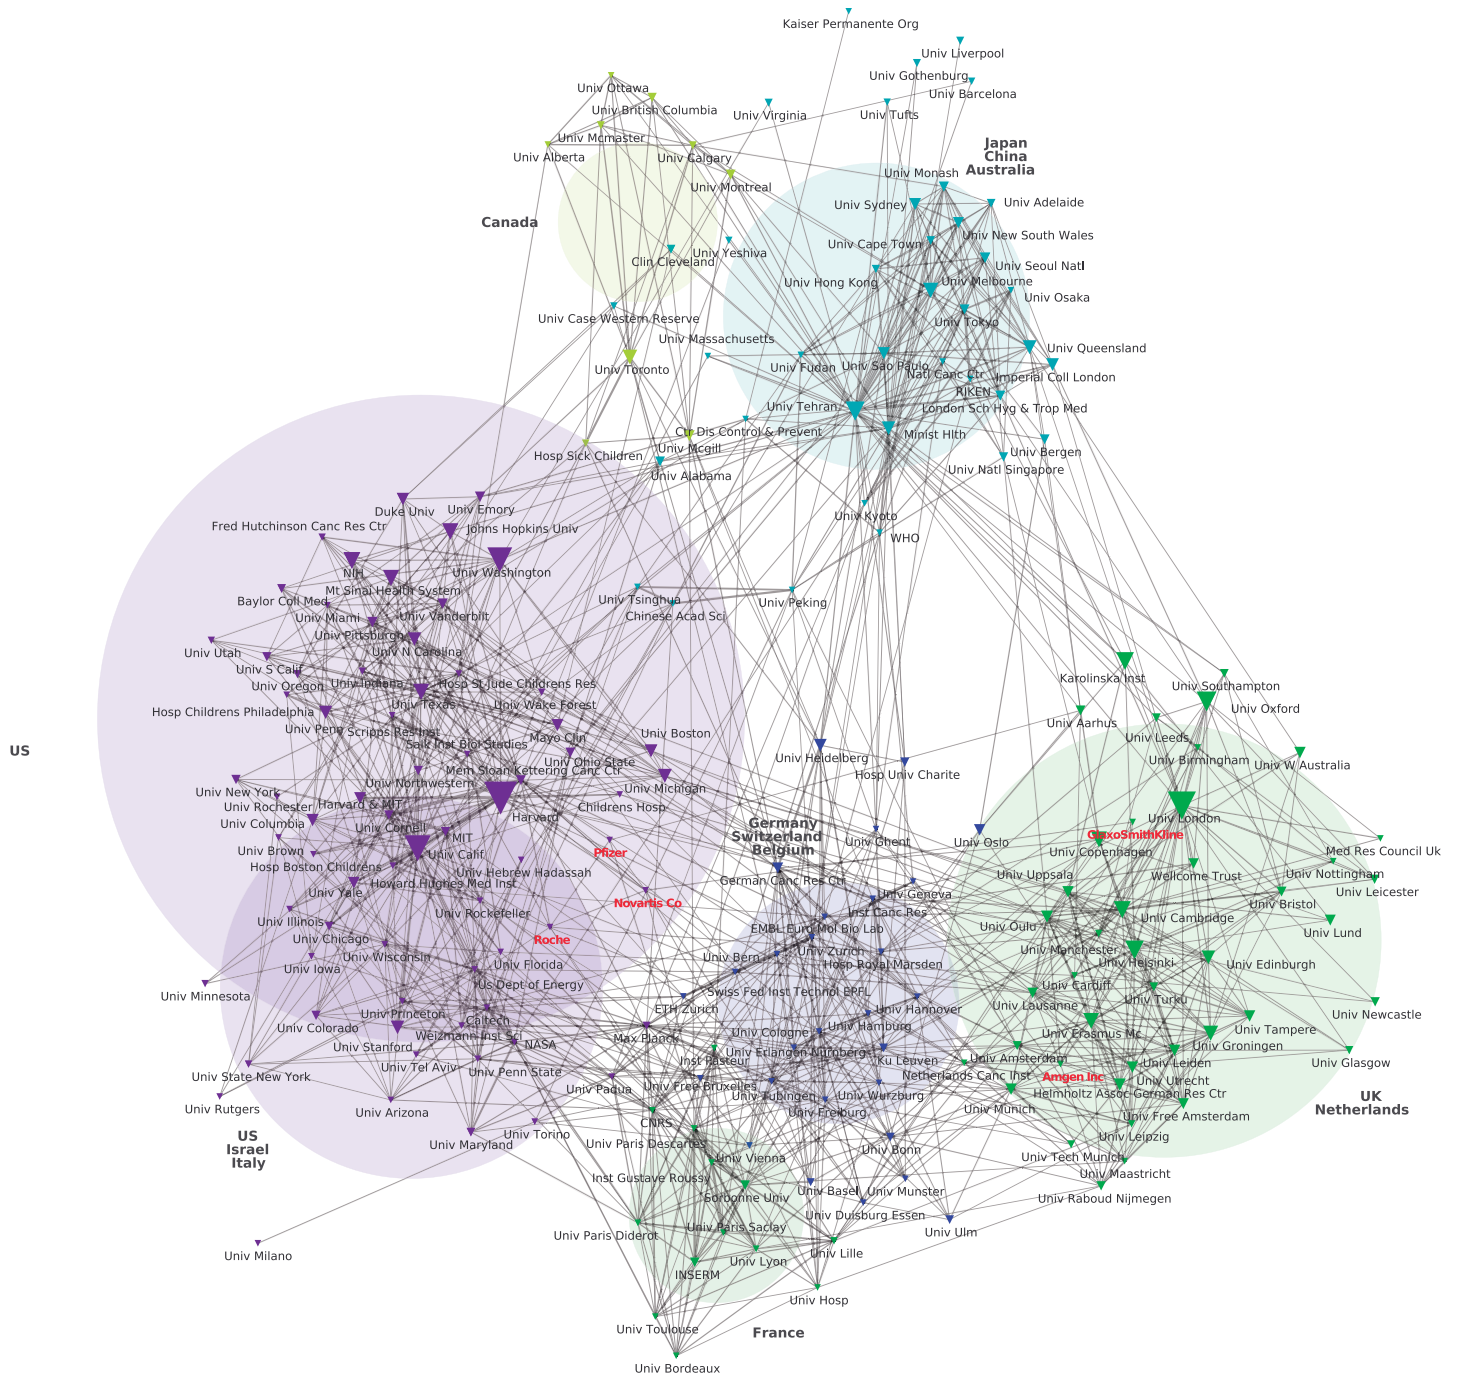 Kaiser Permanente Org
Univ Liverpool
Univ Gothenburg
Univ Ottawa
Univ Barcelona
Univ British Columbia
Univ Virginia
Univ Tufts
Univ Mcmaster
Japan
China
Australia
Univ Alberta
Univ Calgary
Univ Monash
Univ Montreal
Univ Sydney
Univ Adelaide
Canada
Univ New South Wales
Univ Cape Town
Univ Yeshiva
Clin Cleveland
Univ Seoul Natl
Univ Hong Kong
Univ Melbourne
Univ Osaka
Univ Case Western Reserve
Univ Tokyo
Univ Massachusetts
Univ Queensland
Univ Toronto
Univ Fudan
Univ Sao Paulo
Natl Canc Ctr
Imperial Coll London
RIKEN
Univ Tehran
London Sch Hyg & Trop Med
Ctr Dis Control & Prevent
Minist Hlth
Univ Mcgill
Hosp Sick Children
Univ Bergen
Univ Natl Singapore
Univ Alabama
Duke Univ
Univ Emory
Univ Kyoto
Fred Hutchinson Canc Res Ctr
Johns Hopkins Univ
WHO
NIH
Univ Washington
Mt Sinal Health System
Baylor Coll Med
Univ Tsinghua
Univ Peking
Univ Miami
Univ Vanderbilt
Chinese Acad Sci
Univ Pittsburgh
Univ Utah
Univ N Carolina
Univ S Calif
Karolinska Inst
Univ Oregon
Univ Indiana
Hosp St Jude Childrens Res
Univ Southampton
Univ Texas
Univ Wake Forest
Univ Oxford
Hosp Childrens Philadelphia
Univ Penn
Scripps Res Inst
Univ Aarhus
Mayo Clin
Univ Boston
Univ Leeds
US
Salk Inst Biol Studies
Univ Heidelberg
Univ Birmingham
Univ Ohio State
Univ W Australia
Mem Sloan Kettering Canc Ctr
Hosp Univ Charite
Univ Northwestern
Univ Michigan
Univ New York
Univ Rochester
Harvard & MIT
Childrens Hosp
Univ Columbia
Harvard
Univ London
Univ Cornell
MIT
Germany
Switzerland
Belgium
GlaxoSmithKline
Univ Ghent
Univ Oslo
Univ Brown
Univ Calif
Pfizer
Univ Copenhagen
Med Res Council Uk
Hosp Boston Childrens
Univ Hebrew Hadassah
German Canc Res Ctr
Univ Uppsala
Wellcome Trust
Univ Nottingham
Howard Hughes Med Inst
Univ Yale
Univ Geneva
Univ Leicester
Novartis Co
Univ Bristol
Univ Rockefeller
Inst Canc Res
Univ Illinois
EMBL Euro Mol Bio Lab
Univ Oulu
Univ Cambridge
Univ Lund
Univ Chicago
Roche
Univ Zurich
Univ Manchester
Univ Wisconsin
Univ Bern
Hosp Royal Marsden
Univ Helsinki
Univ Edinburgh
Univ Iowa
Univ Florida
Us Dept of Energy
Swiss Fed Inst Technol EPFL
Univ Cardiff
Univ Minnesota
Univ Turku
ETH Zurich
Univ Hannover
Univ Lausanne
Univ Princeton
Caltech
Univ Newcastle
Univ Colorado
Weizmann Inst Sci
Max Planck
Univ Cologne
Univ Hamburg
Univ Erasmus Mc
Univ Tampere
Univ Stanford
NASA
Inst Pasteur
Univ Erlangen Nurnberg
Ku Leuven
Univ Amsterdam
Univ Groningen
Univ Tel Aviv
Univ Penn State
Netherlands Canc Inst
Univ Leiden
Univ Glasgow
Univ State New York
Amgen Inc
Univ Utrecht
Univ Padua
Univ Free Bruxelles
Univ Tubingen
Univ Wurzburg
Helmholtz Assoc German Res Ctr
Univ Rutgers
Univ Arizona
Univ Freiburg
Univ Munich
UK
Netherlands
Univ Free Amsterdam
CNRS
Univ Leipzig
US
Israel
Italy
Univ Maryland
Univ Torino
Univ Paris Descartes
Univ Vienna
Univ Bonn
Univ Tech Munich
Univ Maastricht
Inst Gustave Roussy
Sorbonne Univ
Univ Basel
Univ Munster
Univ Raboud Nijmegen
Univ Duisburg Essen
Univ Paris Saclay
Univ Paris Diderot
Univ Ulm
Univ Milano
Univ Lyon
Univ Lille
INSERM
Univ Hosp
Univ Toulouse
France
Univ Bordeaux